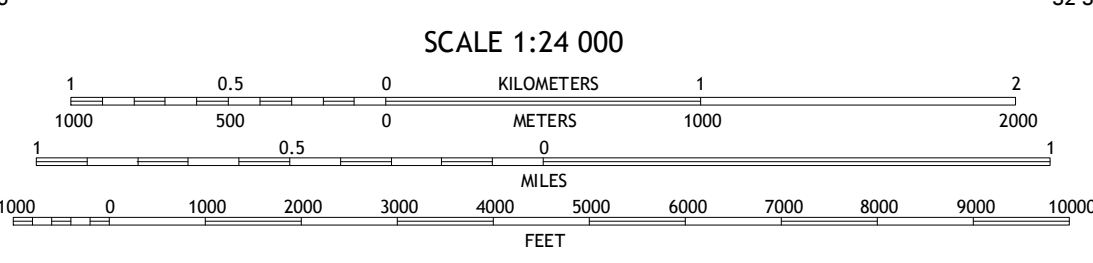 SCALE 1:24 000
1 0.5 0 KILOMETERS 1 2
1000 500 0 METERS 1000 2000
1 0.5 0 1
MILES
1000 0 1000 2000 3000 4000 5000 6000 7000 8000 9000 10000
FEET